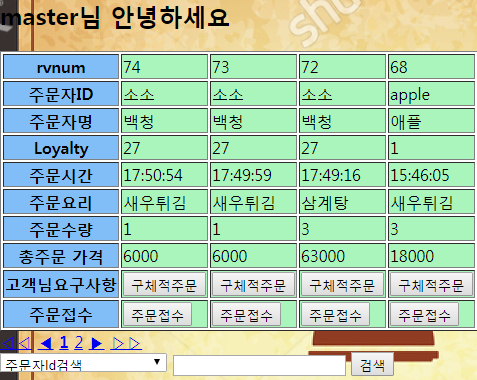 master님 안녕하세요
rvnum 74 73 72 68
주문자ID 소소 소소 소소 apple
주문자명 백청 백청 백청 애플
Loyalty 27 27 27 1
주문시간 17:50:54 17:49:59 17:49:16 15:46:05
주문요리 새우튀김 새우튀김 삼계탕 새우튀김
주문수량 1 1 3 3
총주문 가격 6000 6000 63000 18000
고객님요구사항 구체적주문 구체적주문 구체적주문 구체적주문
주문접수 주문접수 주문접수 주문접수 주문접수
◁◁ ◀ 1 2 ▶ ▷▷
주문자Id검색 검색